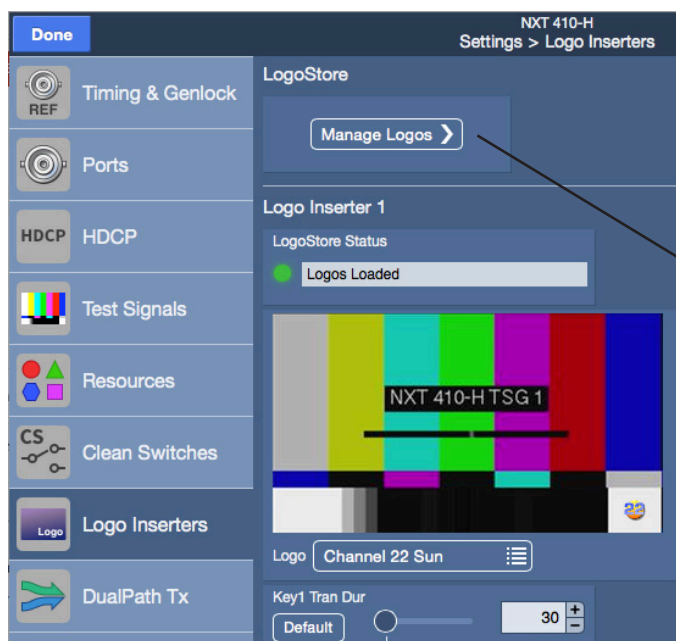 Done
NXT 410-H
Settings > Logo Inserters
REF
Timing & Genlock
Ports
HDCP
HDCP
Test Signals
Resources
CS
Clean Switches
Logo
Logo Inserters
DualPath Tx
LogoStore
Manage Logos
Logo Inserter 1
LogoStore Status
Logos Loaded
NXT 410-H TSG 1
22
Logo
Channel 22 Sun
Key1 Tran Dur
Default
30
+
−